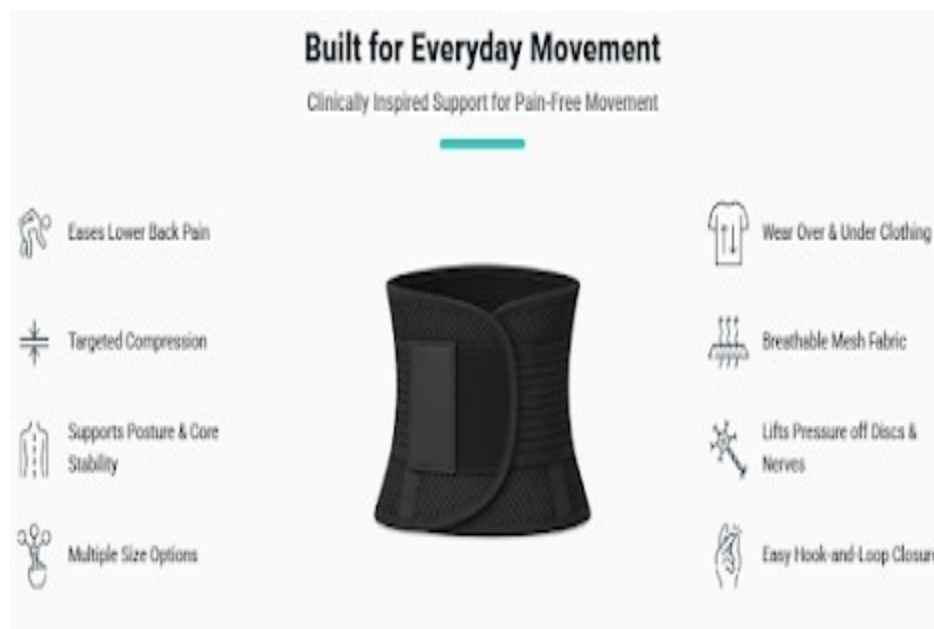 Built for Everyday Movement
Clinically Inspired Support for Pain-Free Movement
Eases Lower Back Pain
Targeted Compression
Supports Posture & Core
Stability
Multiple Size Options
Wear Over & Under Clothing
Breathable Mesh Fabric
Lifts Pressure off Discs &
Nerves
Easy Hook-and-Loop Closure